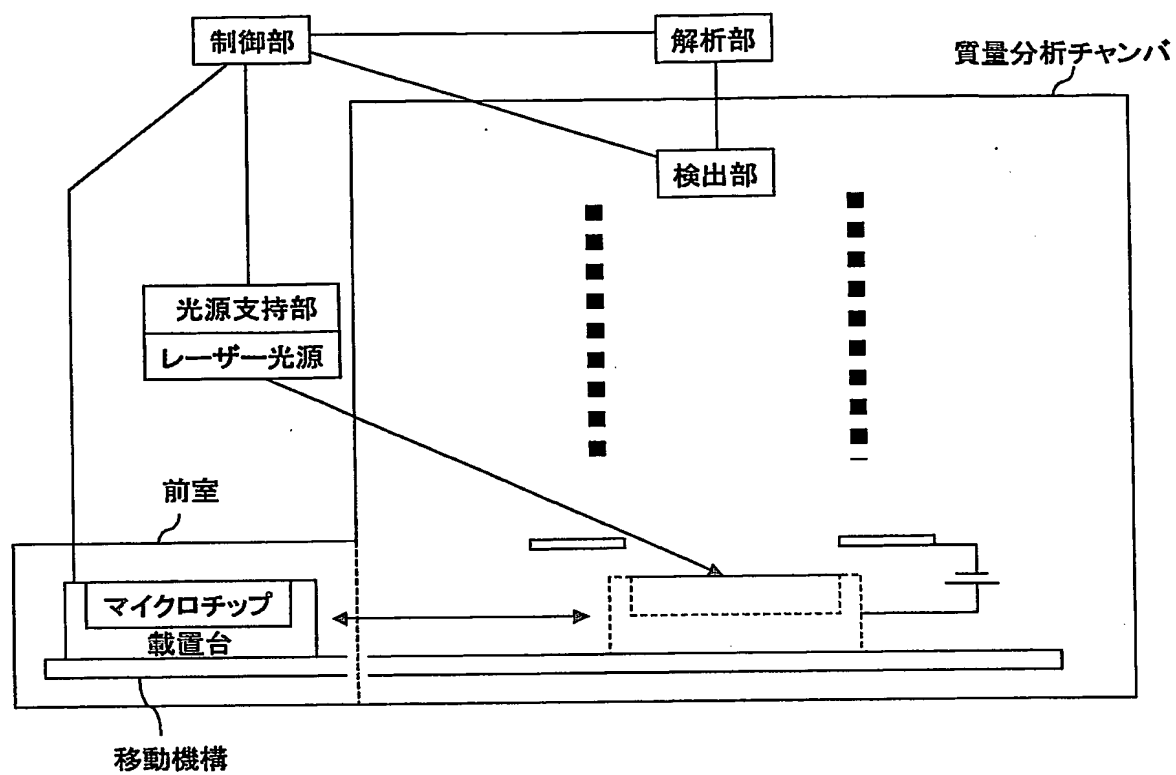 制御部
解析部
質量分析チャンバ
検出部
光源支持部
レーザー光源
前室
マイクロチップ
載置台
移動機構